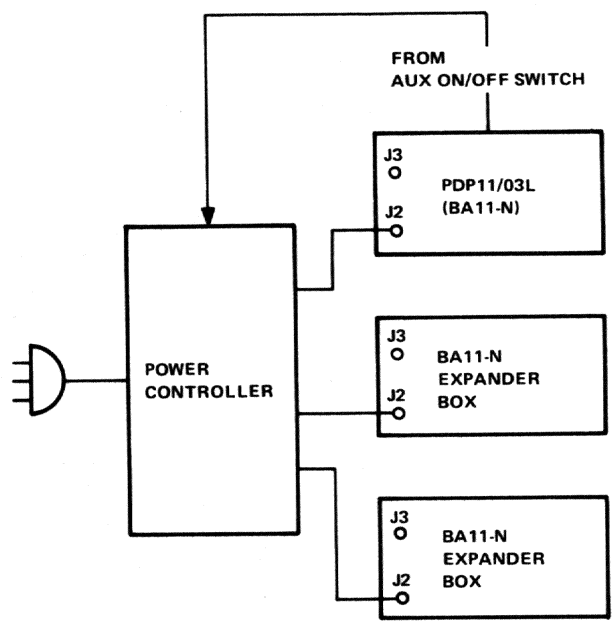 FROM
AUX ON/OFF SWITCH
J3
PDP11/03L
(BA11-N)
J2
POWER
CONTROLLER
J3
BA11-N
EXPANDER
BOX
J2
J3
BA11-N
EXPANDER
BOX
J2